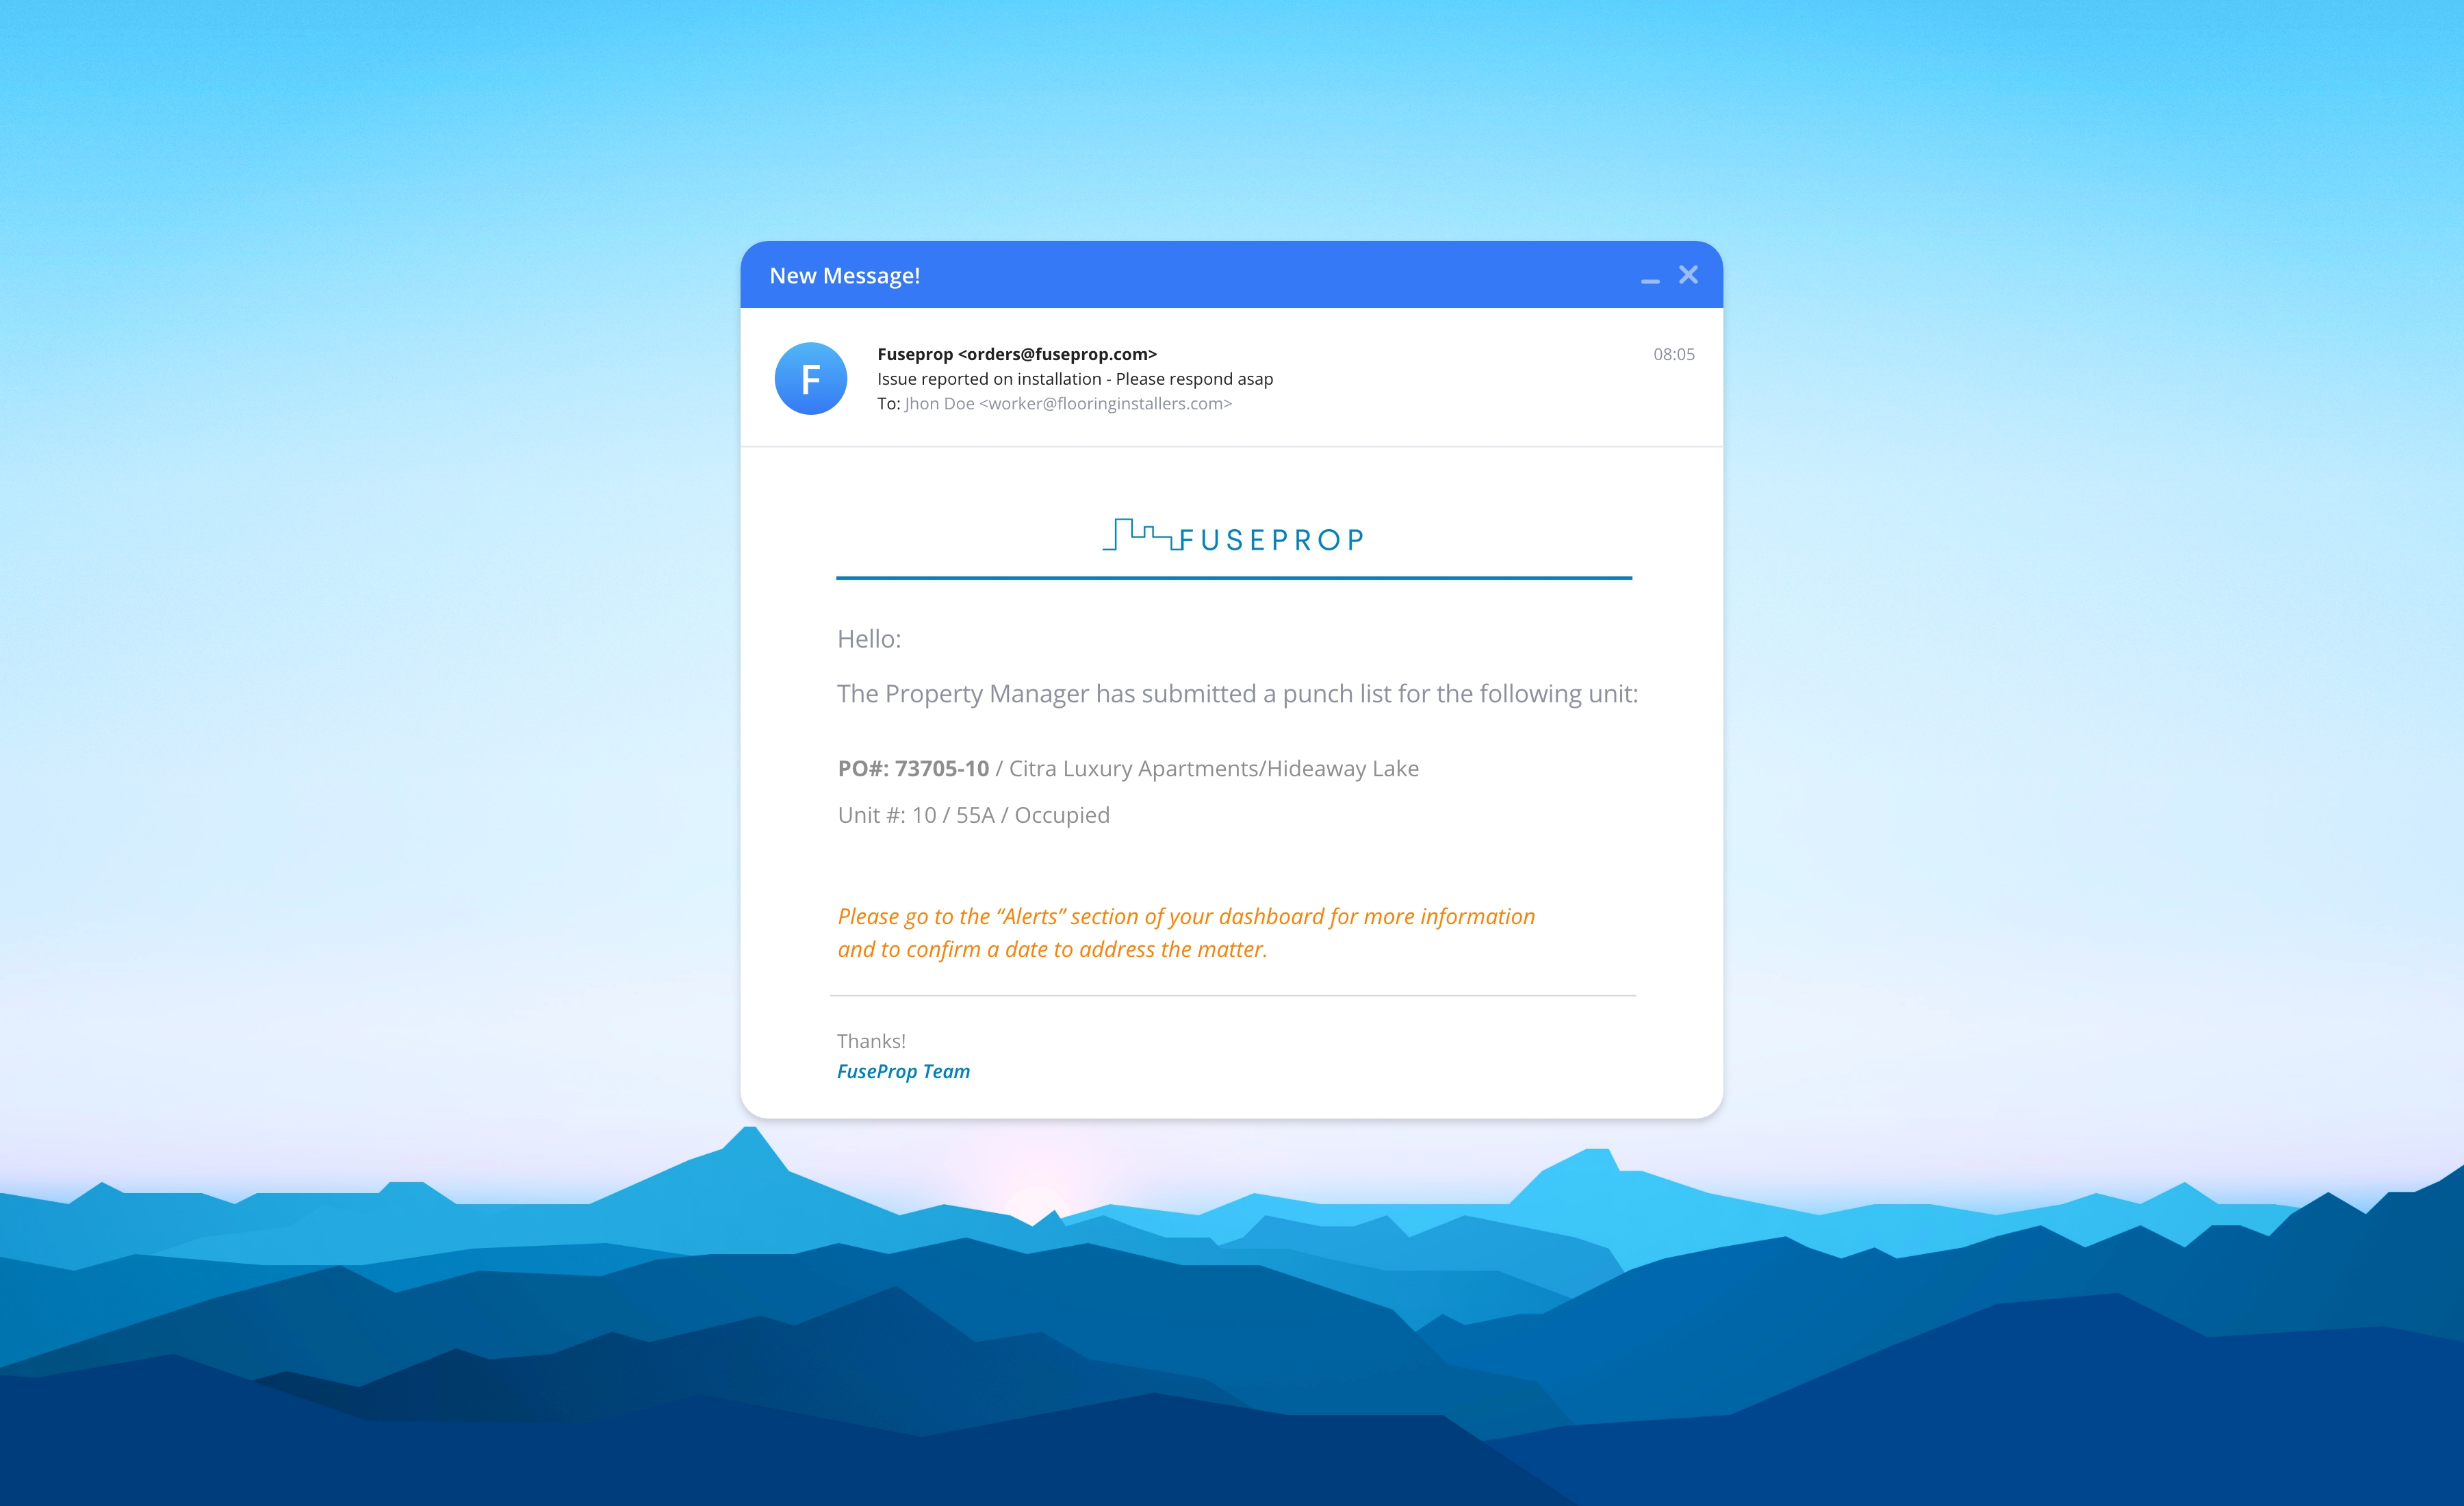 New Message!
F
Fuseprop <orders@fuseprop.com>
08:05
Issue reported on installation - Please respond asap
To: Jhon Doe <worker@flooringinstallers.com>
FUSEPROP
Hello:
The Property Manager has submitted a punch list for the following unit:
PO#: 73705-10 / Citra Luxury Apartments/Hideaway Lake
Unit #: 10 / 55A / Occupied
Please go to the “Alerts” section of your dashboard for more information
and to confirm a date to address the matter.
Thanks!
FuseProp Team